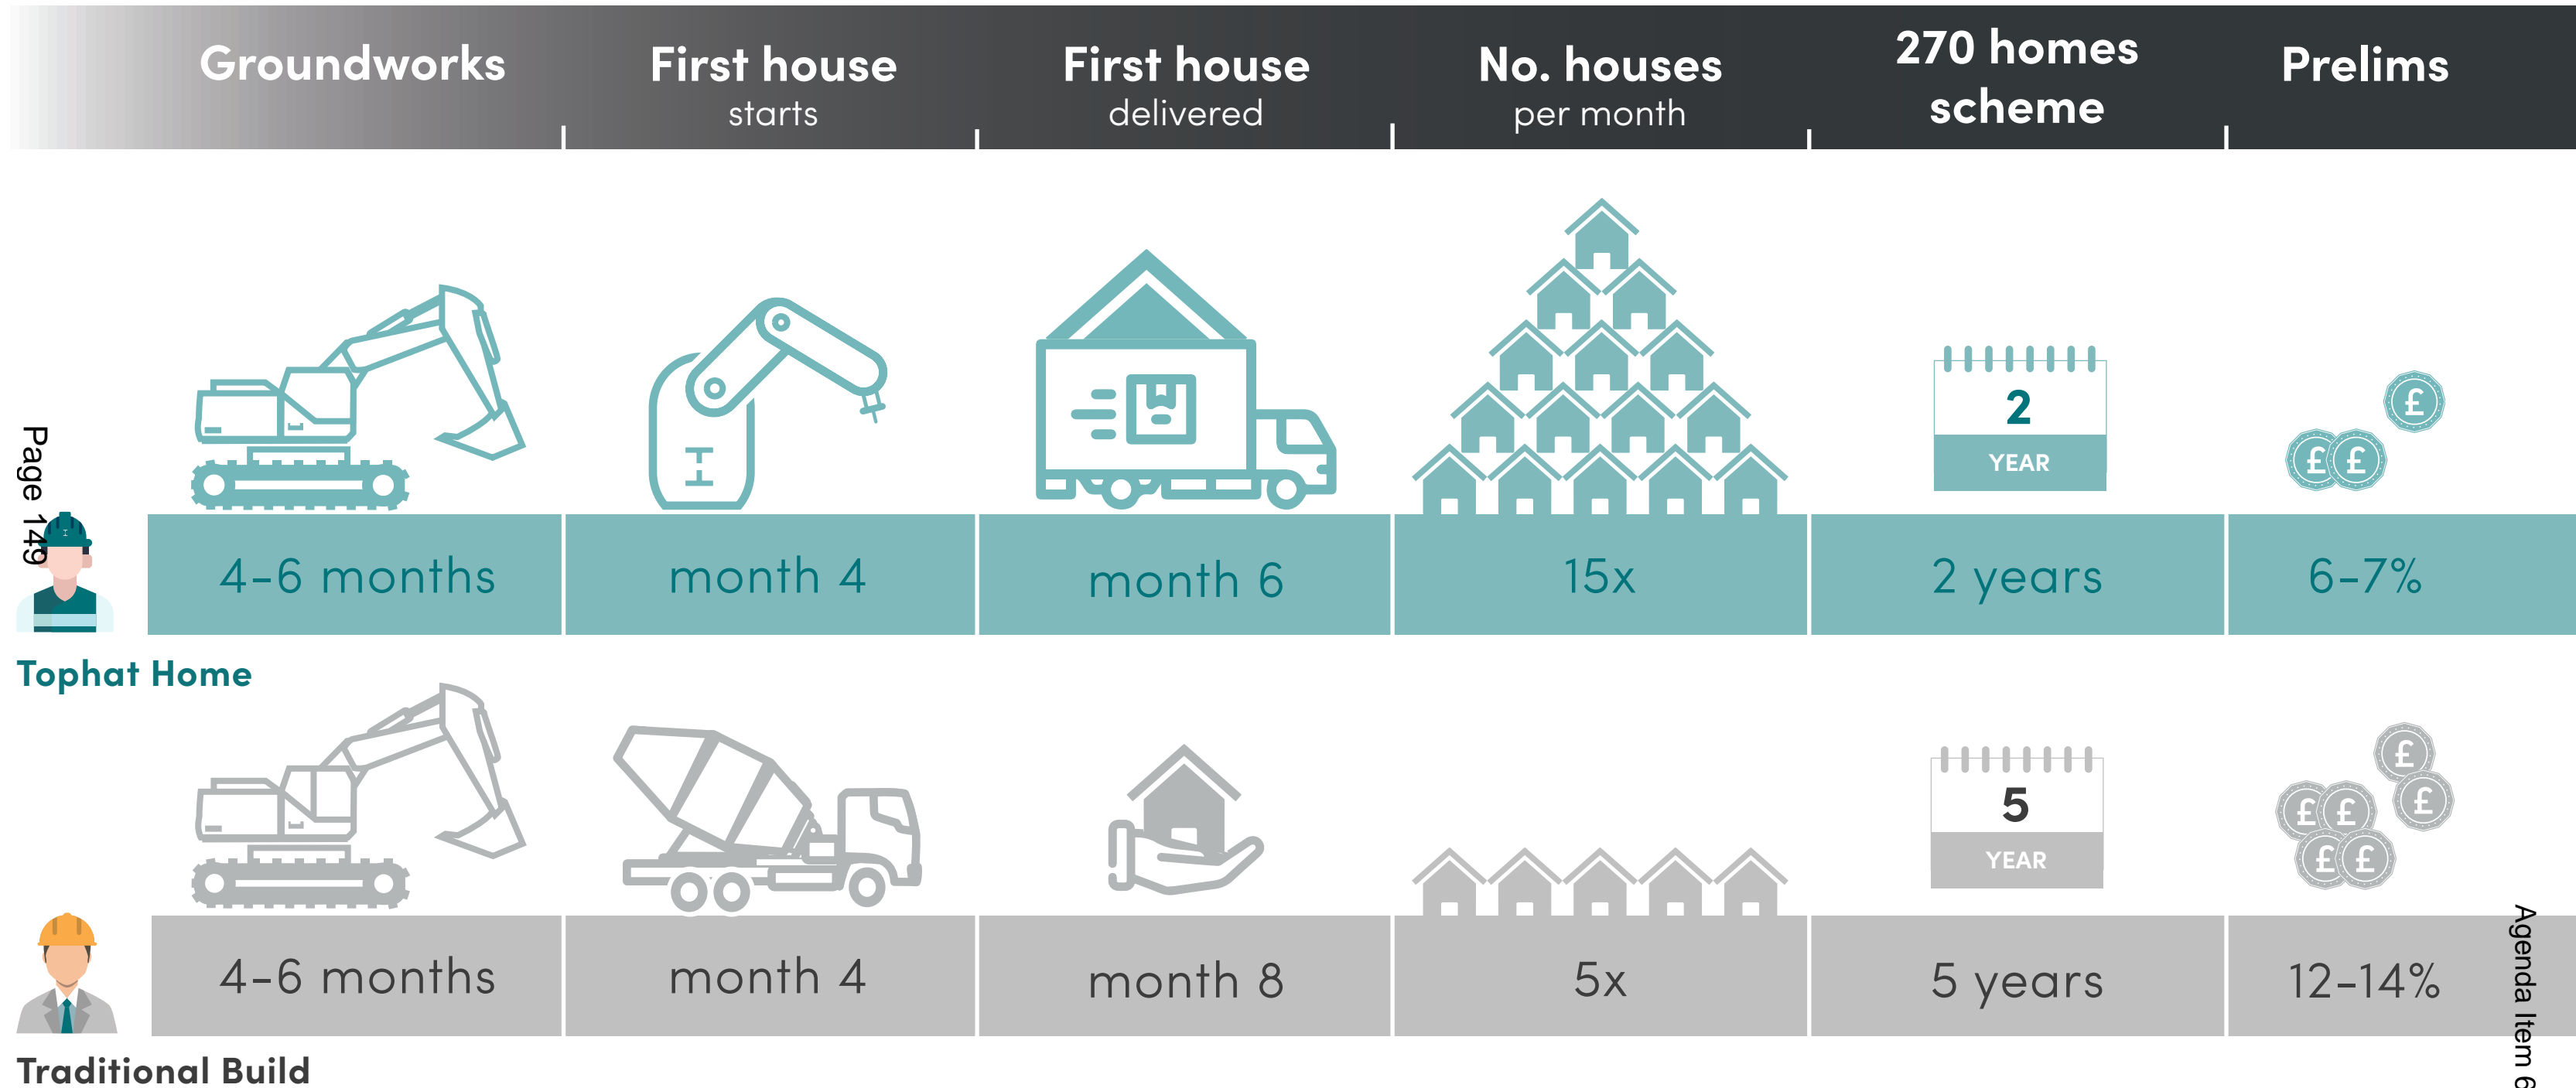 Groundworks
First house
starts
First house
delivered
No. houses
per month
270 homes
scheme
Prelims
2
YEAR
£
£ £
Page 149
4-6 months
month 4
month 6
15x
2 years
6-7%
Tophat Home
5
YEAR
£
£
£ £
£ £
4-6 months
month 4
month 8
5x
5 years
12-14%
Agenda Item 6
Traditional Build